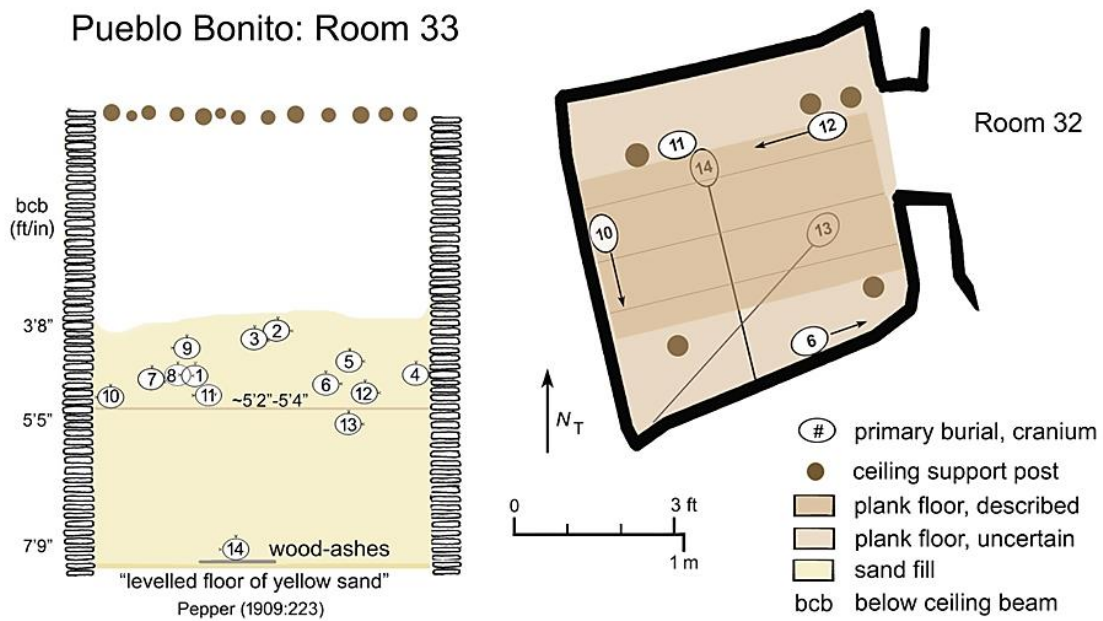 Pueblo Bonito: Room 33
bcb
(ft/in)
3'8"
5'5"
7'9"
2
3
9
5
4
7
8
1
6
10
11
12
~5'2"-5'4"
13
14
wood-ashes
"levelled floor of yellow sand"
Pepper (1909:223)
Room 32
12
11
14
10
13
6
N T
0
3 ft
1 m
# primary burial, cranium
ceiling support post
plank floor, described
plank floor, uncertain
sand fill
bcb below ceiling beam